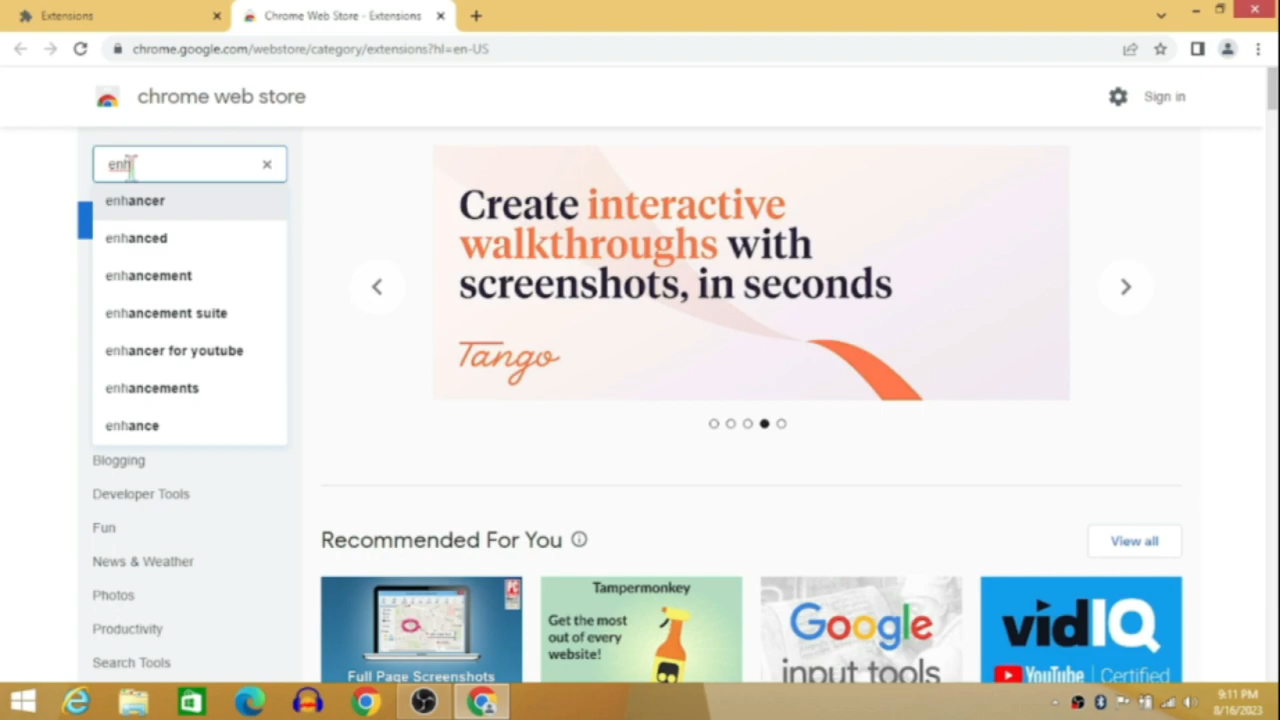 Extensions
Chrome Web Store - Extensions
chrome.google.com/webstore/category/extensions?hl=en-US
chrome web store
Sign in
enh
enhancer
enhanced
enhancement
enhancement suite
enhancer for youtube
enhancements
enhance
Blogging
Developer Tools
Fun
News & Weather
Photos
Productivity
Search Tools
Create interactive
walkthroughs with
screenshots, in seconds
Tango
Recommended For You
View all
Full Page Screenshots
Tampermonkey
Get the most
out of every
website!
Google
input tools
vidIQ
YouTube | Certified
9:11 PM
8/16/2023